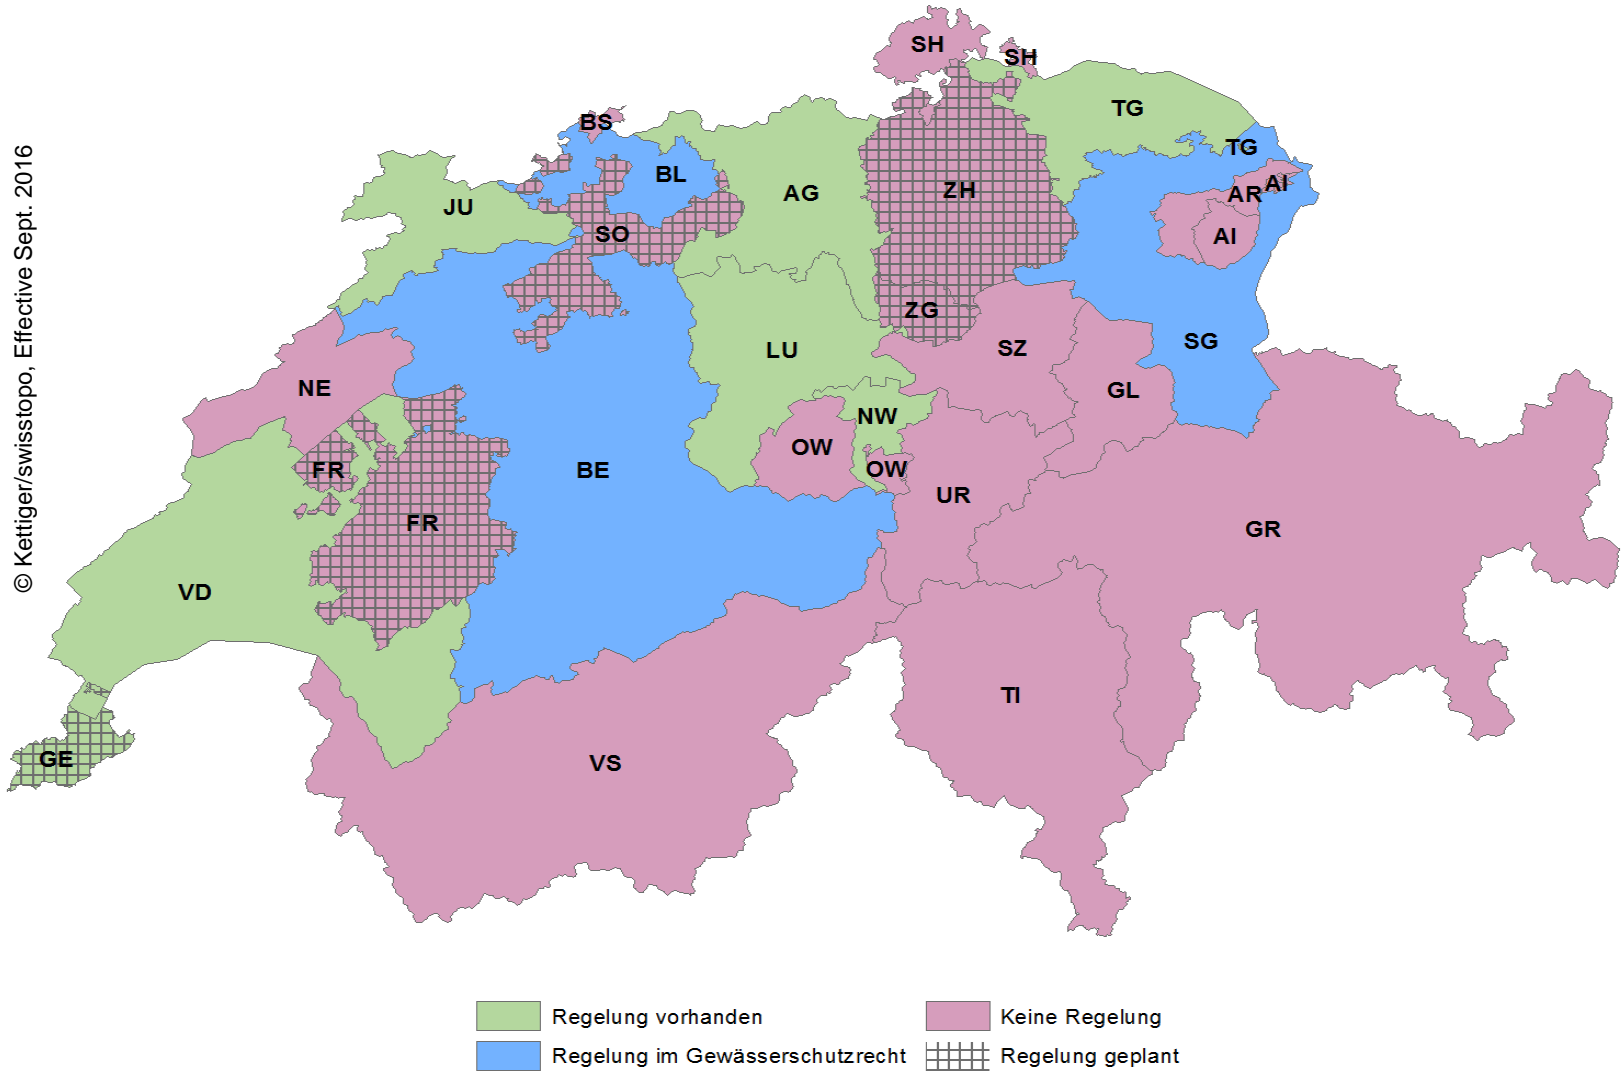 © Kettiger/swisstopo, Effective Sept. 2016
SH
SH
TG
BS
TG
BL
AI
ZH
AG
AR
JU
SO
AI
ZG
SG
SZ
LU
NE
GL
NW
OW
FR
BE
OW
UR
FR
GR
VD
TI
GE
VS
Regelung vorhanden
Keine Regelung
Regelung im Gewässerschutzrecht
Regelung geplant